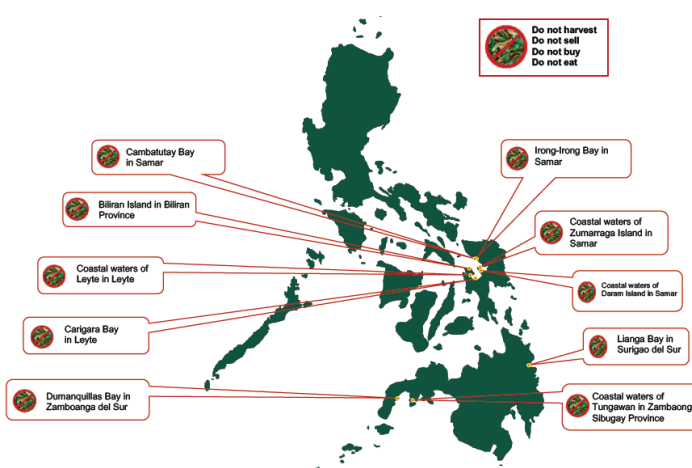 Do not harvest
Do not sell
Do not buy
Do not eat
Cambatutay Bay
in Samar
Irong-Irong Bay in
Samar
Biliran Island in Biliran
Province
Coastal waters of
Zumarraga Island in
Samar
Coastal waters of
Leyte in Leyte
Coastal waters of
Daram Island in Samar
Carigara Bay
in Leyte
Lianga Bay in
Surigao del Sur
Dumanquillas Bay in
Zamboanga del Sur
Coastal waters of
Tungawan in Zambaong
Sibugay Province